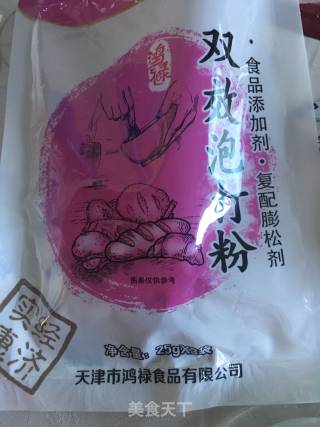 鸿禄
双效泡打粉
·食品添加剂·复配膨松剂
图案仅供参考
经济实惠
净含量：25g×3袋
天津市鸿禄食品有限公司
美食天下